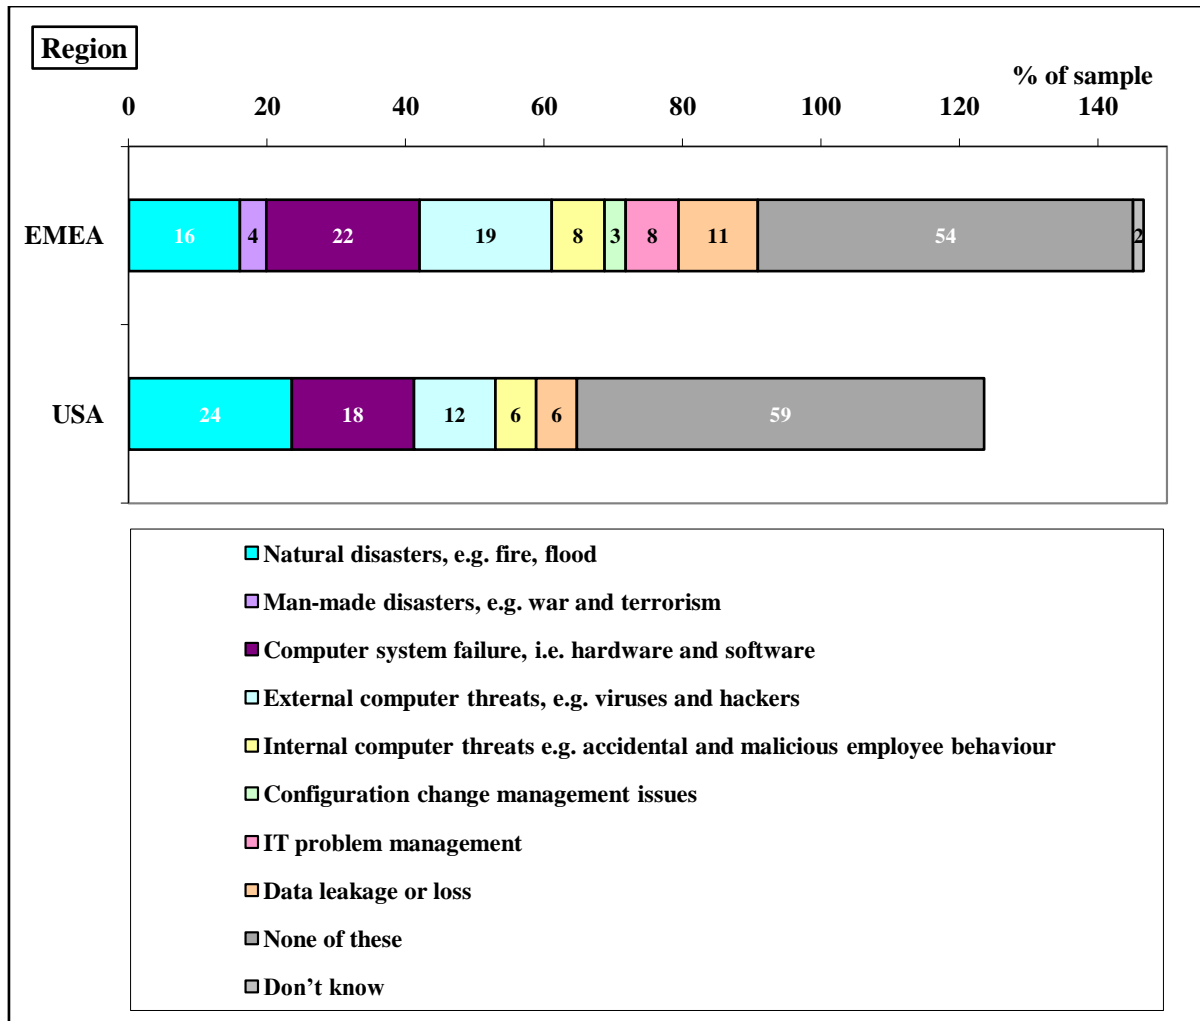 Region
% of sample
0 20 40 60 80 100 120 140
EMEA 16 4 22 19 8 3 8 11 54 2
USA 24 18 12 6 6 59
Natural disasters, e.g. fire, flood
Man-made disasters, e.g. war and terrorism
Computer system failure, i.e. hardware and software
External computer threats, e.g. viruses and hackers
Internal computer threats e.g. accidental and malicious employee behaviour
Configuration change management issues
IT problem management
Data leakage or loss
None of these
Don’t know